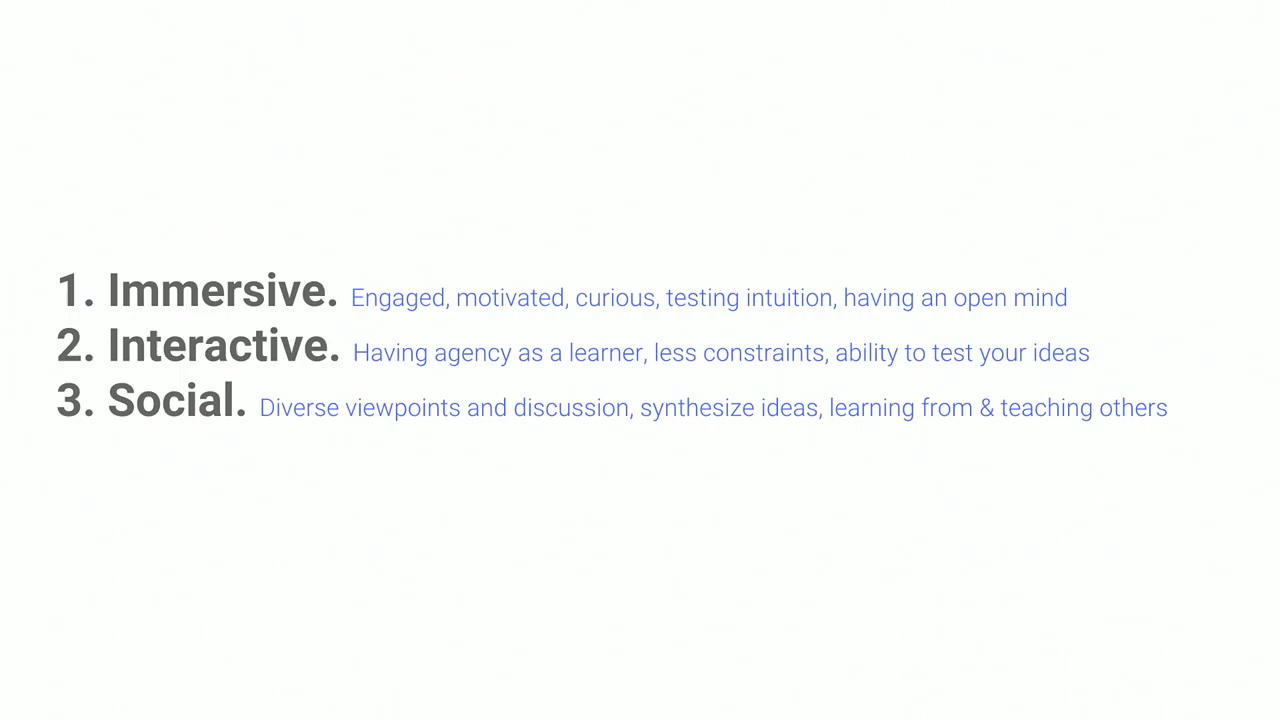 1. Immersive. Engaged, motivated, curious, testing intuition, having an open mind
2. Interactive. Having agency as a learner, less constraints, ability to test your ideas
3. Social. Diverse viewpoints and discussion, synthesize ideas, learning from & teaching others